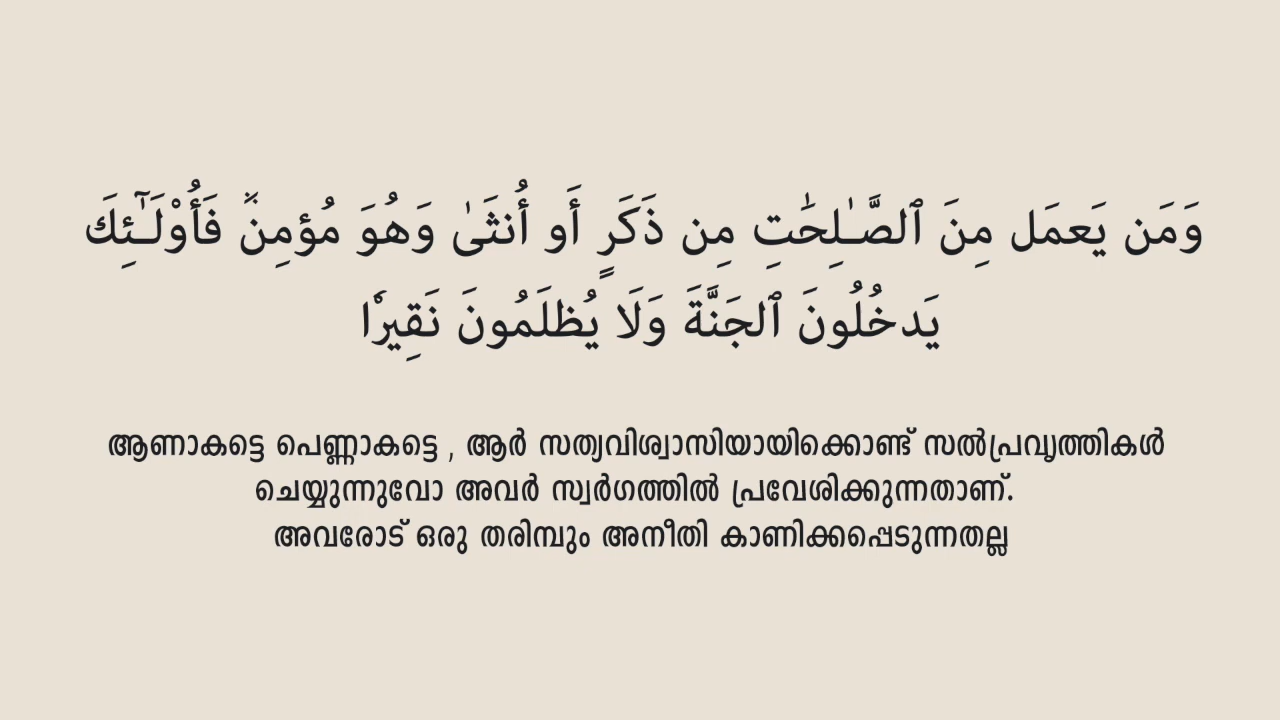 وَمَن يَعمَل مِنَ ٱلصَّـٰلِحَٰتِ مِن ذَكَرٍ أَو أُنثَىٰ وَهُوَ مُؤمِنٞ فَأُوْلَـٰٓئِكَ
يَدخُلُونَ ٱلجَنَّةَ وَلَا يُظلَمُونَ نَقِيرٗا
ആണാകട്ടെ പെണ്ണാകട്ടെ , ആർ സത്യവിശ്വാസിയായിക്കൊണ്ട് സൽപ്രവൃത്തികൾ
ചെയ്യുന്നുവോ അവർ സ്വർഗത്തിൽ പ്രവേശിക്കുന്നതാണ്.
അവരോട് ഒരു തരിമ്പും അനീതി കാണിക്കപ്പെടുന്നതല്ല